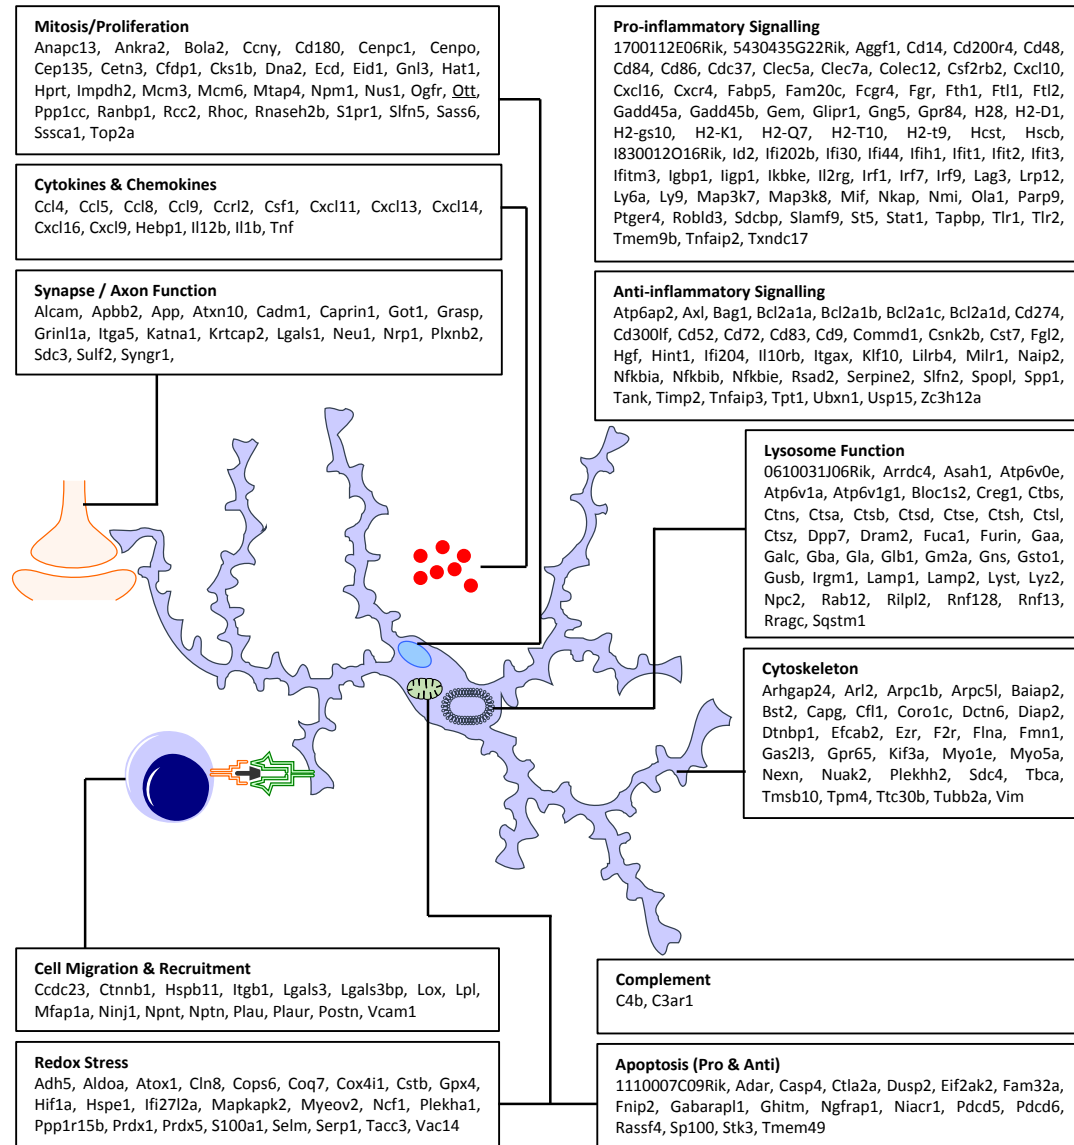 Mitosis/Proliferation
Anapc13, Ankra2, Bola2, Ccny, Cd180, Cenpc1, Cenpo,
Cep135, Cetn3, Cfdp1, Cks1b, Dna2, Ecd, Eid1, Gnl3, Hat1,
Hprt, Impdh2, Mcm3, Mcm6, Mtap4, Npm1, Nus1, Ogfr, Ott,
Ppp1cc, Ranbp1, Rcc2, Rhoc, Rnaseh2b, S1pr1, Slfn5, Sass6,
Sssca1, Top2a
Cytokines & Chemokines
Ccl4, Ccl5, Ccl8, Ccl9, Ccrl2, Csf1, Cxcl11, Cxcl13, Cxcl14,
Cxcl16, Cxcl9, Hebp1, Il12b, Il1b, Tnf
Synapse / Axon Function
Alcam, Apbb2, App, Atxn10, Cadm1, Caprin1, Got1, Grasp,
Grinl1a, Itga5, Katna1, Krtcap2, Lgals1, Neu1, Nrp1, Plxnb2,
Sdc3, Sulf2, Syngr1,
Pro-inflammatory Signalling
1700112E06Rik, 5430435G22Rik, Aggf1, Cd14, Cd200r4, Cd48,
Cd84, Cd86, Cdc37, Clec5a, Clec7a, Colec12, Csf2rb2, Cxcl10,
Cxcl16, Cxcr4, Fabp5, Fam20c, Fcgr4, Fgr, Fth1, Ftl1, Ftl2,
Gadd45a, Gadd45b, Gem, Glipr1, Gng5, Gpr84, H28, H2-D1,
H2-gs10, H2-K1, H2-Q7, H2-T10, H2-t9, Hcst, Hscb,
I830012O16Rik, Id2, Ifi202b, Ifi30, Ifi44, Ifih1, Ifit1, Ifit2, Ifit3,
Ifitm3, Igbp1, Iigp1, Ikbke, Il2rg, Irf1, Irf7, Irf9, Lag3, Lrp12,
Ly6a, Ly9, Map3k7, Map3k8, Mif, Nkap, Nmi, Ola1, Parp9,
Ptger4, Robld3, Sdcbp, Slamf9, St5, Stat1, Tapbp, Tlr1, Tlr2,
Tmem9b, Tnfaip2, Txndc17
Anti-inflammatory Signalling
Atp6ap2, Axl, Bag1, Bcl2a1a, Bcl2a1b, Bcl2a1c, Bcl2a1d, Cd274,
Cd300lf, Cd52, Cd72, Cd83, Cd9, Commd1, Csnk2b, Cst7, Fgl2,
Hgf, Hint1, Ifi204, Il10rb, Itgax, Klf10, Lilrb4, Milr1, Naip2,
Nfkbia, Nfkbib, Nfkbie, Rsad2, Serpine2, Slfn2, Spopl, Spp1,
Tank, Timp2, Tnfaip3, Tpt1, Ubxn1, Usp15, Zc3h12a
Lysosome Function
0610031J06Rik, Arrdc4, Asah1, Atp6v0e,
Atp6v1a, Atp6v1g1, Bloc1s2, Creg1, Ctbs,
Ctns, Ctsa, Ctsb, Ctsd, Ctse, Ctsh, Ctsl,
Ctsz, Dpp7, Dram2, Fuca1, Furin, Gaa,
Galc, Gba, Gla, Glb1, Gm2a, Gns, Gsto1,
Gusb, Irgm1, Lamp1, Lamp2, Lyst, Lyz2,
Npc2, Rab12, Rilpl2, Rnf128, Rnf13,
Rragc, Sqstm1
Cytoskeleton
Arhgap24, Arl2, Arpc1b, Arpc5l, Baiap2,
Bst2, Capg, Cfl1, Coro1c, Dctn6, Diap2,
Dtnbp1, Efcab2, Ezr, F2r, Flna, Fmn1,
Gas2l3, Gpr65, Kif3a, Myo1e, Myo5a,
Nexn, Nuak2, Plekhh2, Sdc4, Tbca,
Tmsb10, Tpm4, Ttc30b, Tubb2a, Vim
Cell Migration & Recruitment
Ccdc23, Ctnnb1, Hspb11, Itgb1, Lgals3, Lgals3bp, Lox, Lpl,
Mfap1a, Ninj1, Npnt, Nptn, Plau, Plaur, Postn, Vcam1
Complement
C4b, C3ar1
Redox Stress
Adh5, Aldoa, Atox1, Cln8, Cops6, Coq7, Cox4i1, Cstb, Gpx4,
Hif1a, Hspe1, Ifi27l2a, Mapkapk2, Myeov2, Ncf1, Plekha1,
Ppp1r15b, Prdx1, Prdx5, S100a1, Selm, Serp1, Tacc3, Vac14
Apoptosis (Pro & Anti)
1110007C09Rik, Adar, Casp4, Ctla2a, Dusp2, Eif2ak2, Fam32a,
Fnip2, Gabarapl1, Ghitm, Ngfrap1, Niacr1, Pdcd5, Pdcd6,
Rassf4, Sp100, Stk3, Tmem49